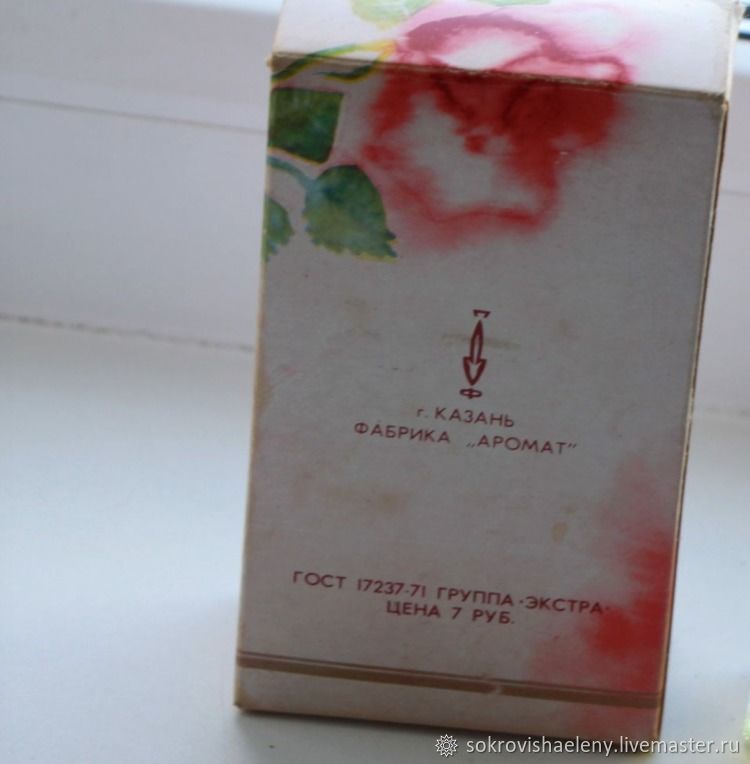 г. КАЗАНЬ
ФАБРИКА „АРОМАТ”
ГОСТ 17237-71 ГРУППА •ЭКСТРА•
ЦЕНА 7 РУБ.
sokrovishaeleny.livemaster.ru